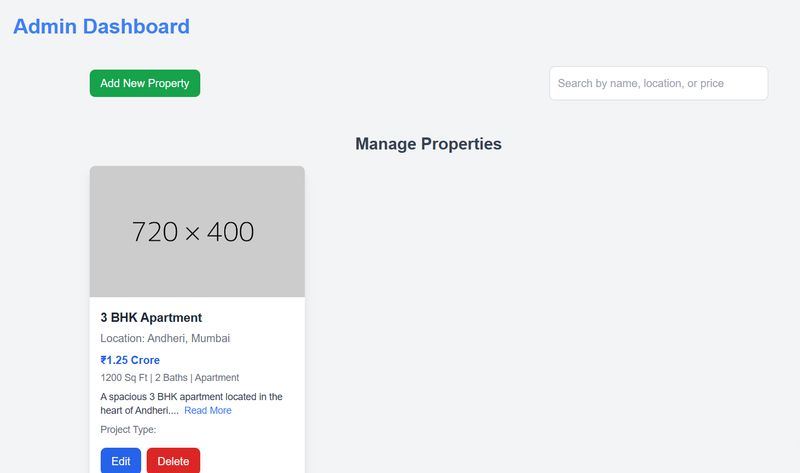 Admin Dashboard
Add New Property
Search by name, location, or price
Manage Properties
720 × 400
3 BHK Apartment
Location: Andheri, Mumbai
₹1.25 Crore
1200 Sq Ft | 2 Baths | Apartment
A spacious 3 BHK apartment located in the
heart of Andheri.... Read More
Project Type:
Edit Delete